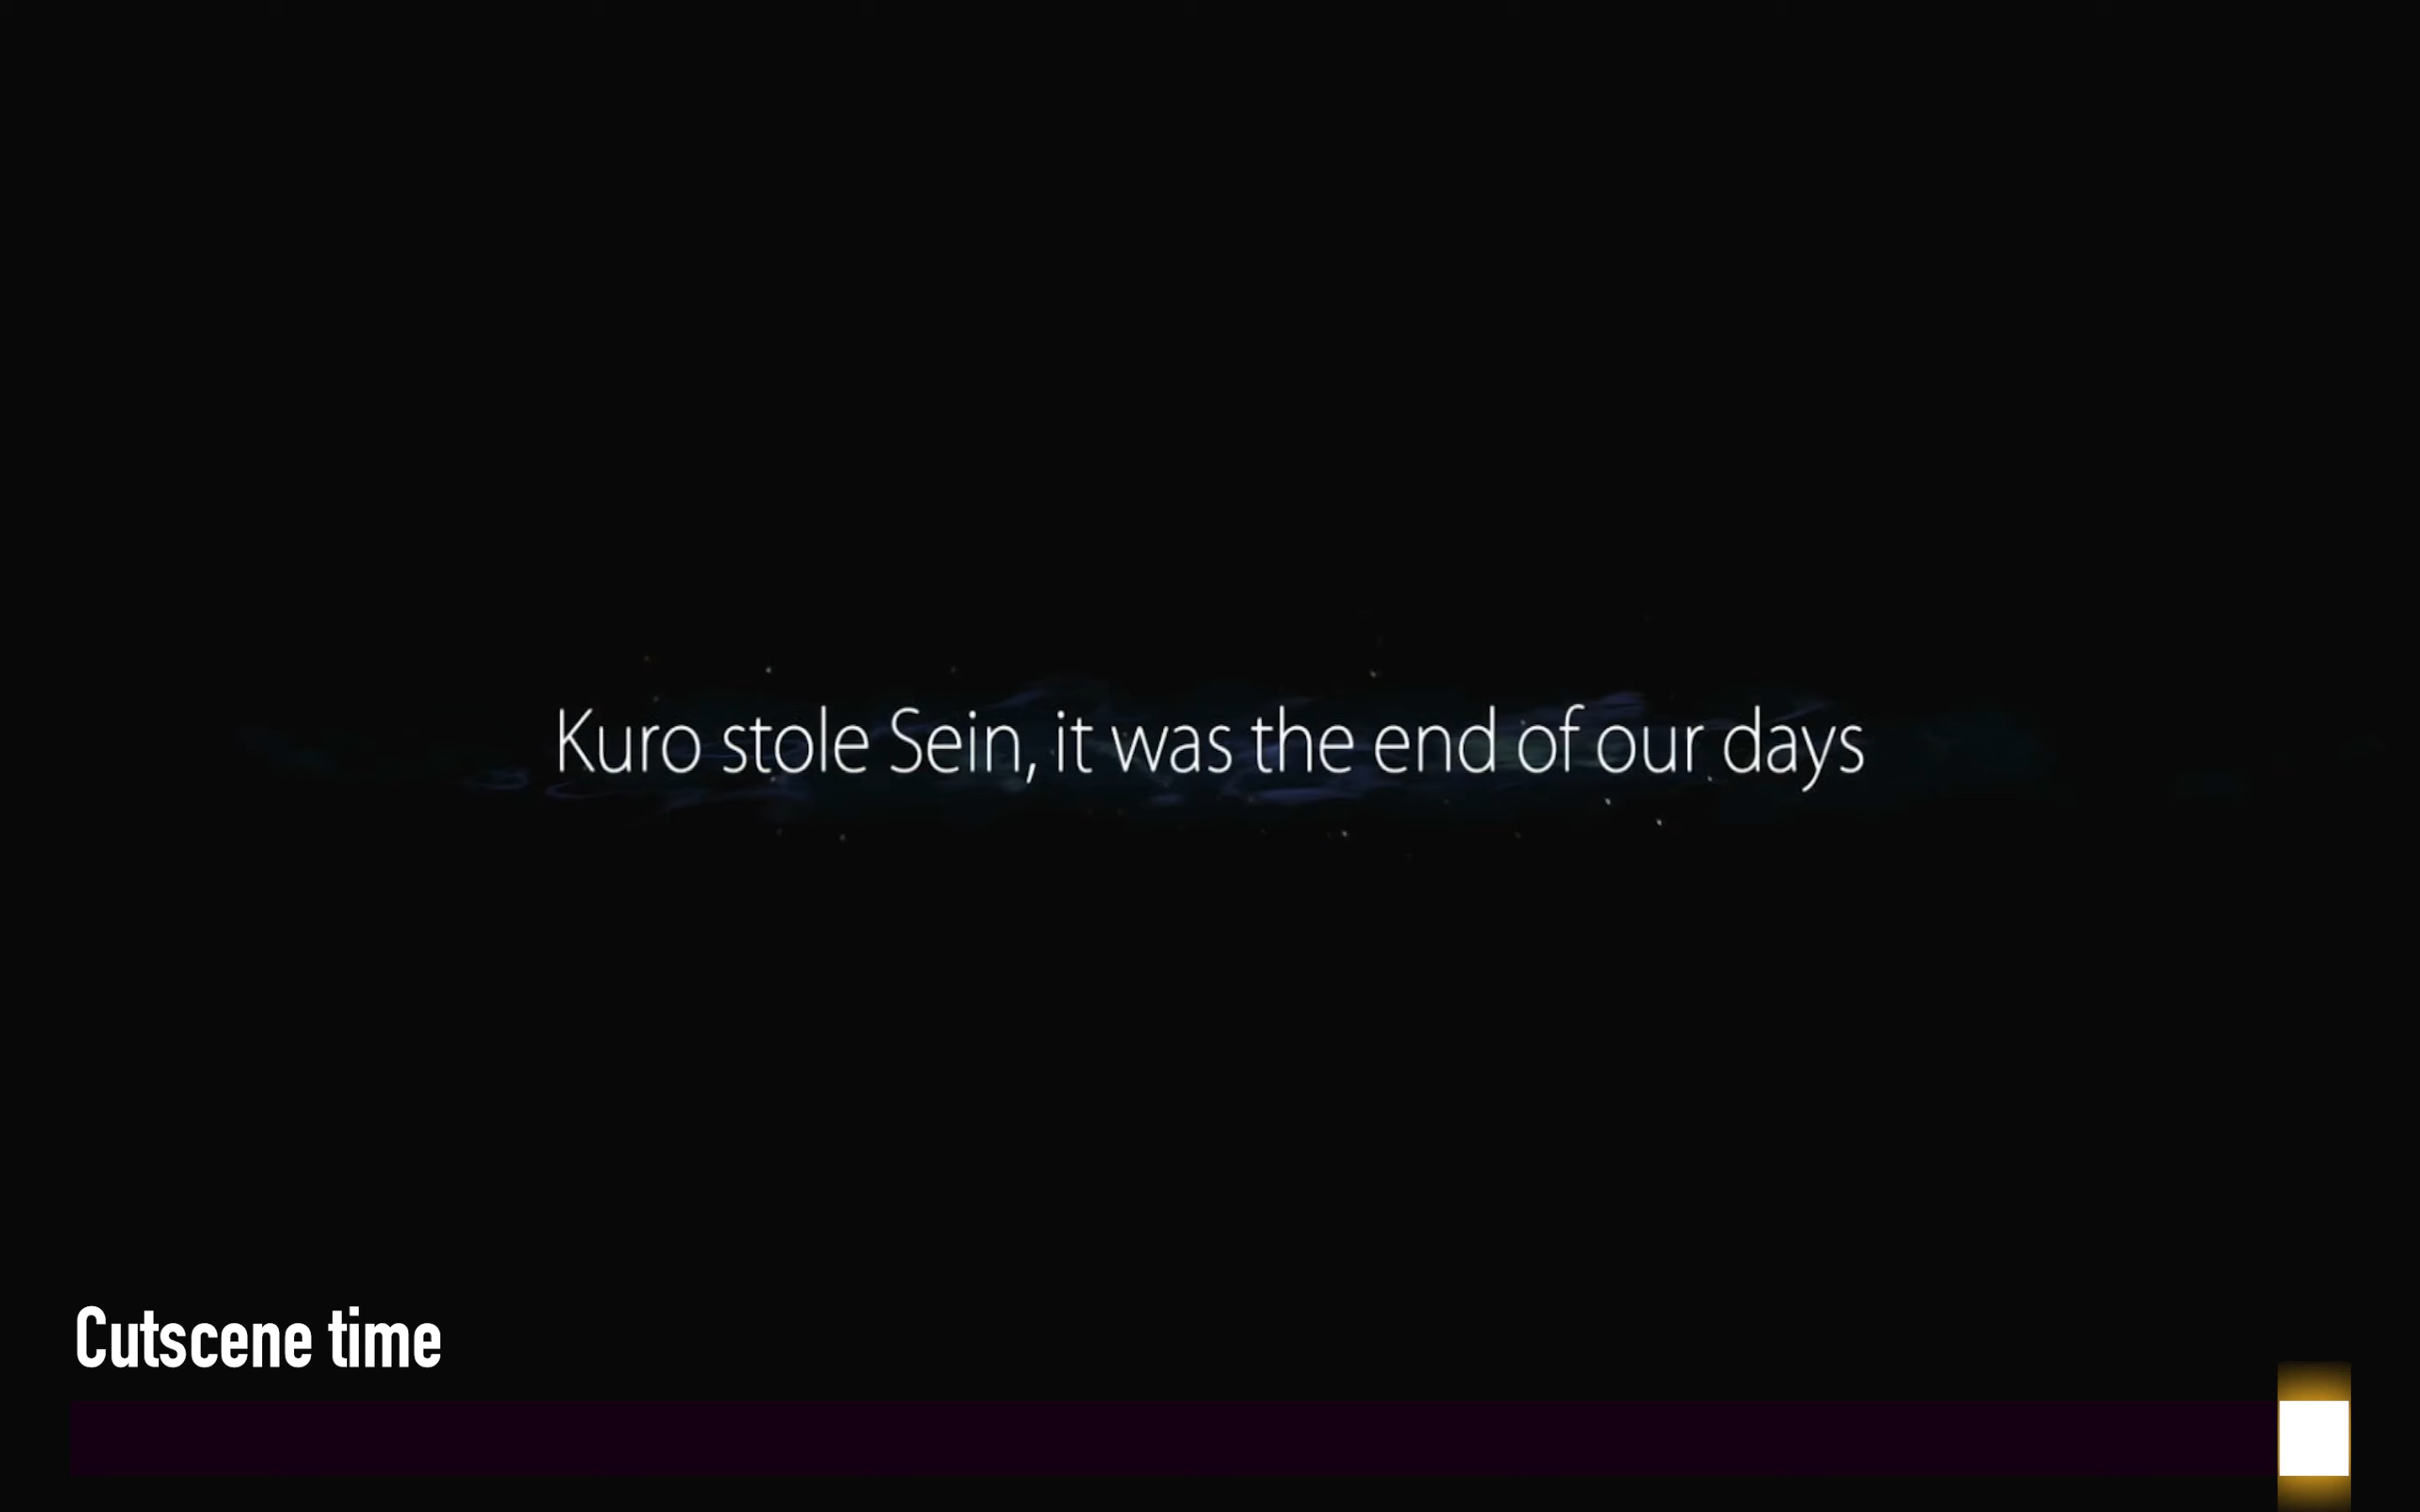 Kuro stole Sein, it was the end of our days
Cutscene time